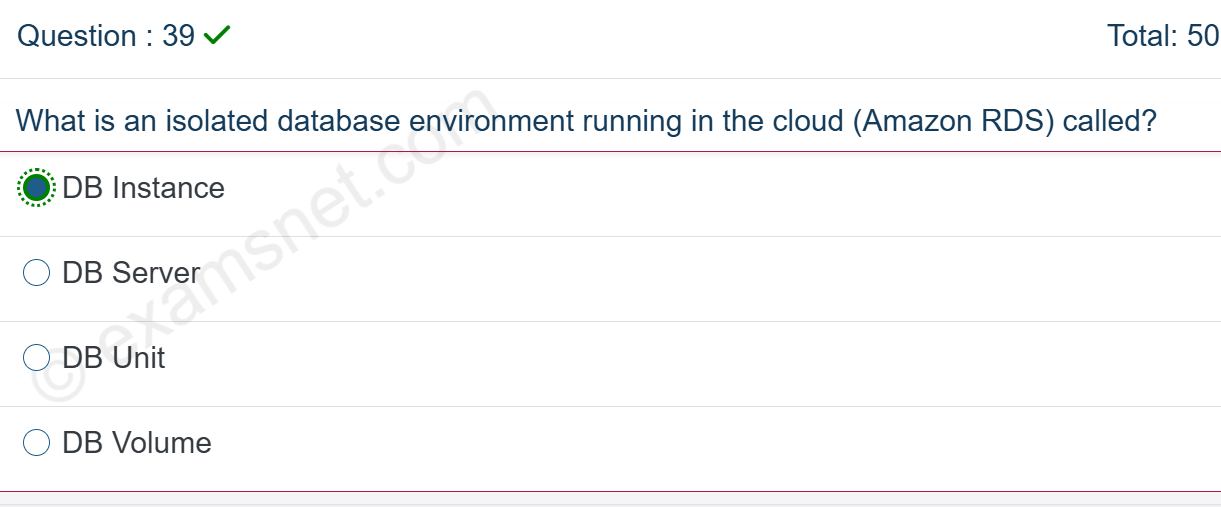 Question : 39
Total: 50
What is an isolated database environment running in the cloud (Amazon RDS) called?
DB Instance
DB Server
DB Unit
DB Volume
© examsnet.com